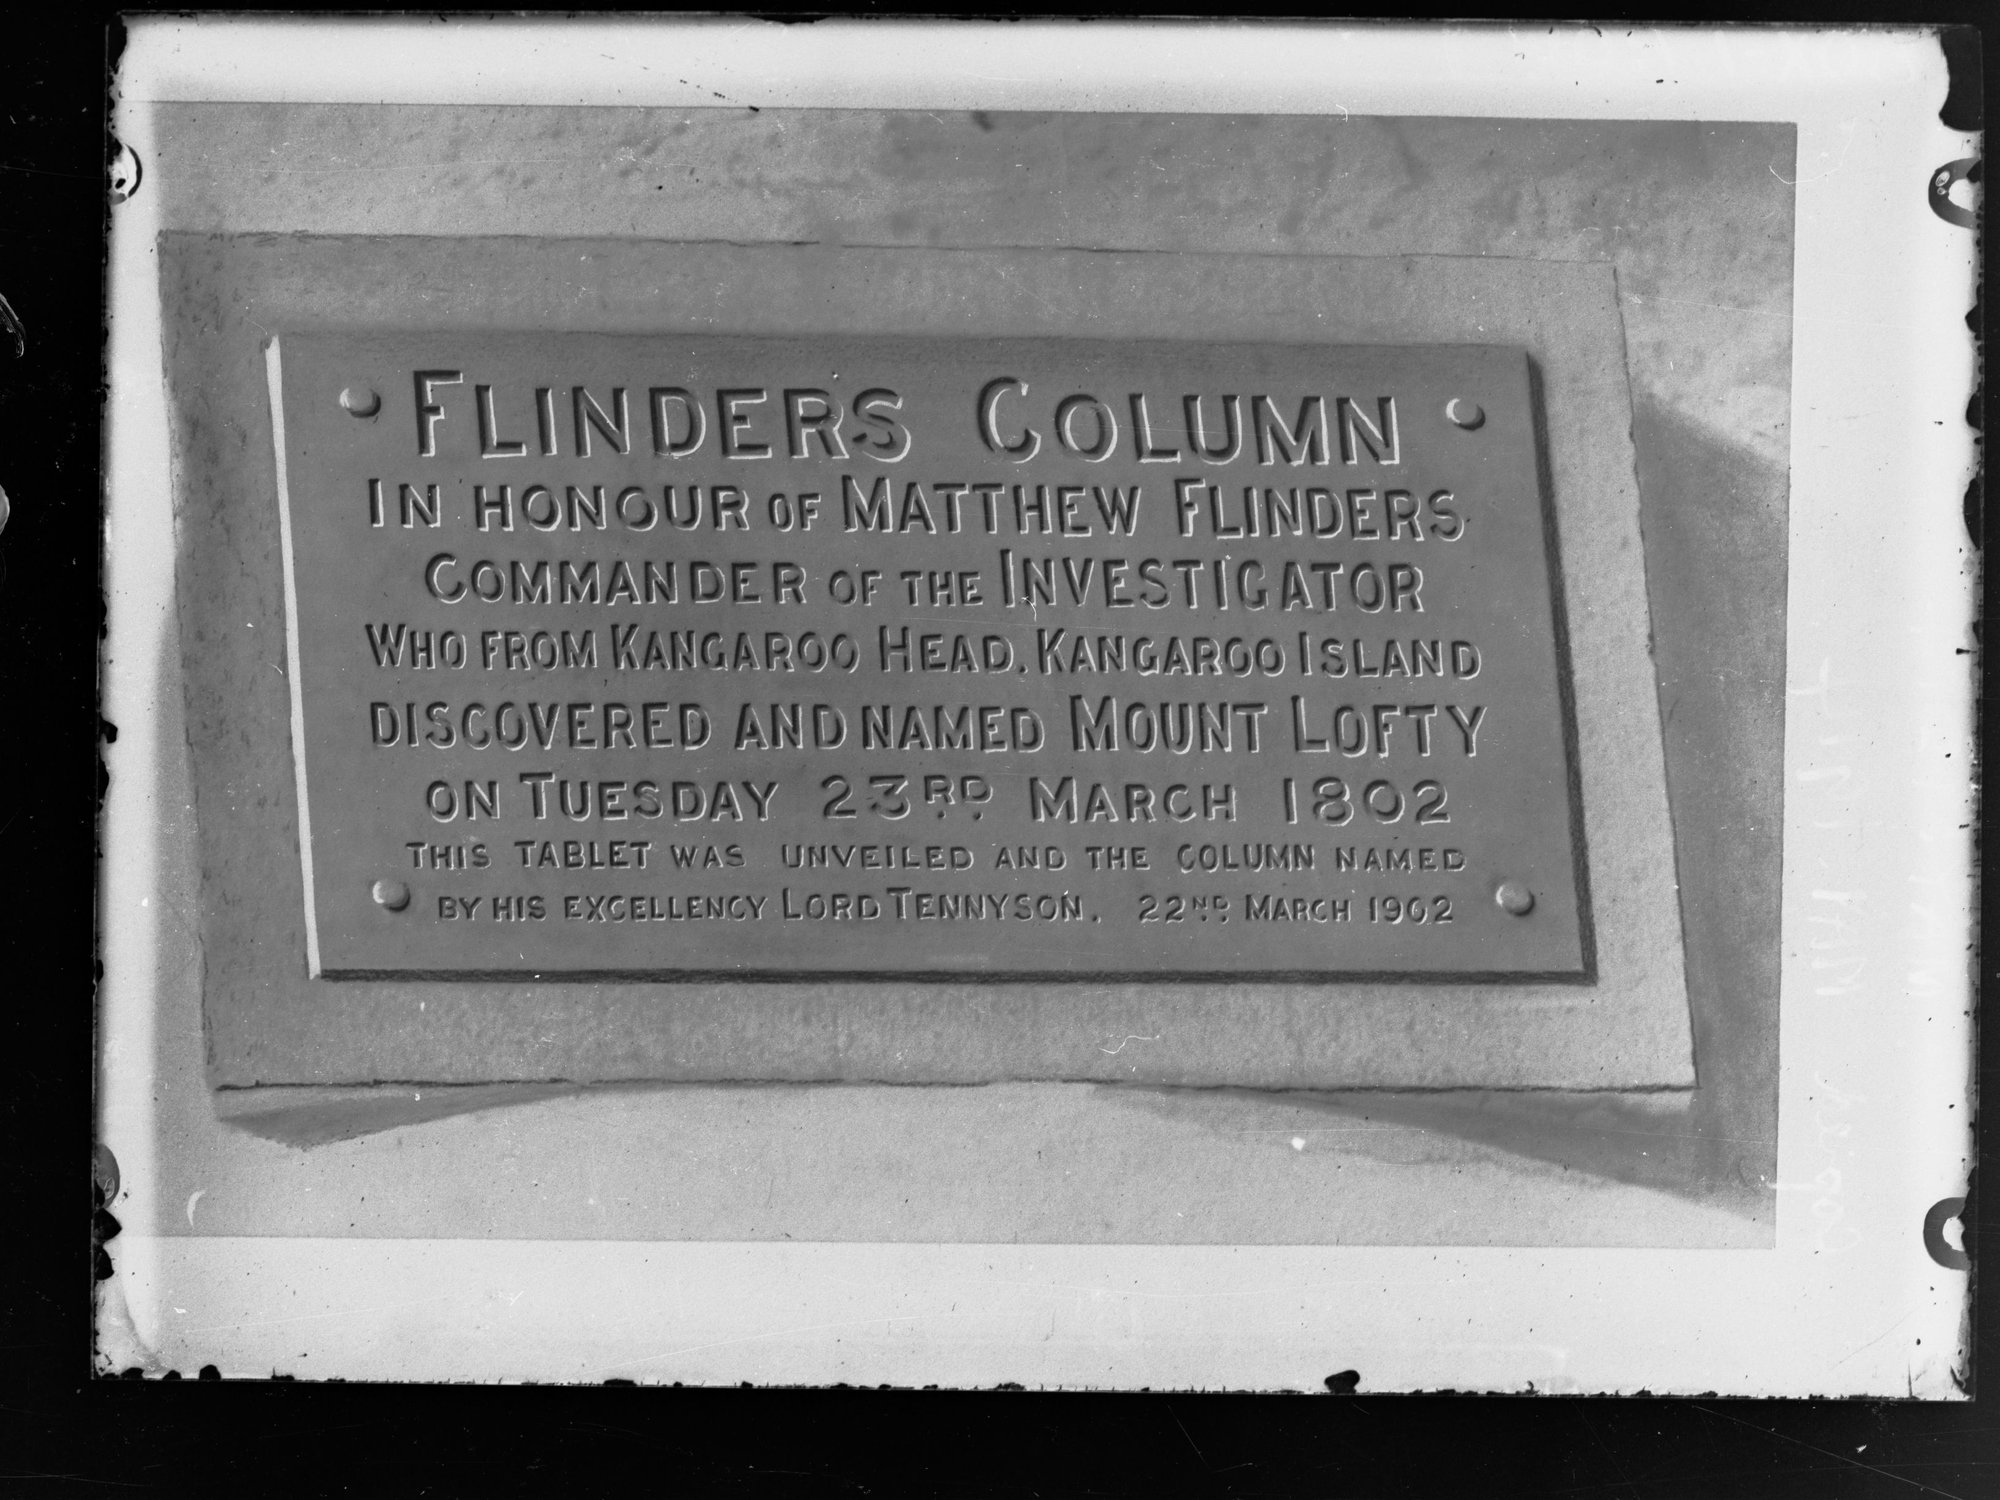 FLINDERS COLUMN
IN HONOUR OF MATTHEW FLINDERS
COMMANDER OF THE INVESTIGATOR
WHO FROM KANGAROO HEAD, KANGAROO ISLAND
DISCOVERED AND NAMED MOUNT LOFTY
ON TUESDAY 23RD MARCH 1802
THIS TABLET WAS UNVEILED AND THE COLUMN NAMED
BY HIS EXCELLENCY LORD TENNYSON. 22ND MARCH 1902